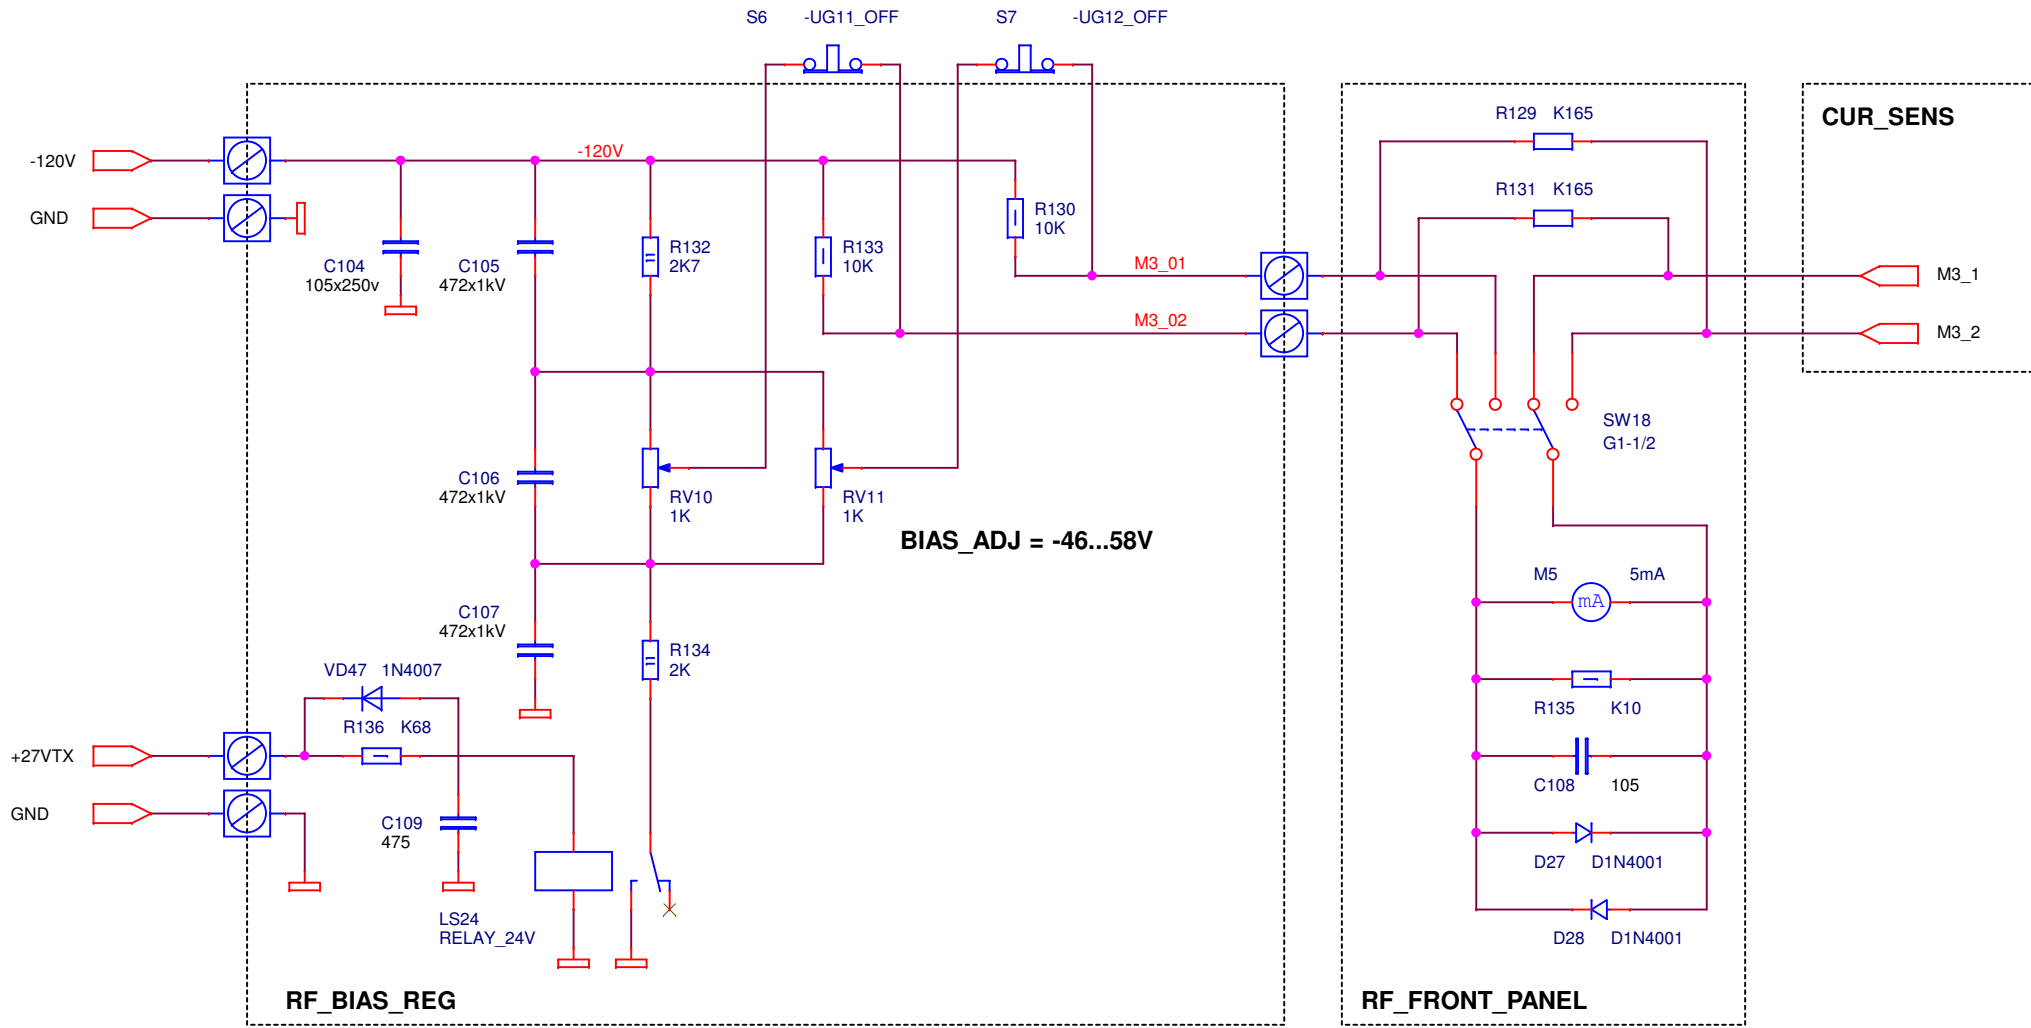 S6 -UG11_OFF S7 -UG12_OFF
R129 K165
CUR_SENS
-120V -120V
R131 K165
GND R130
10K
R132 R133
2K7 10K
C104 C105
105x250v 472x1kV
M3_01 M3_1
M3_02 M3_2
SW18
G1-1/2
C106
472x1kV
RV10 RV11
1K 1K
BIAS_ADJ = -46...58V
M5 5mA
mA
C107
472x1kV
R134
2K
VD47 1N4007
R136 K68
R135 K10
+27VTX
C108 105
GND
C109
475
D27 D1N4001
LS24
RELAY_24V
D28 D1N4001
RF_BIAS_REG RF_FRONT_PANEL